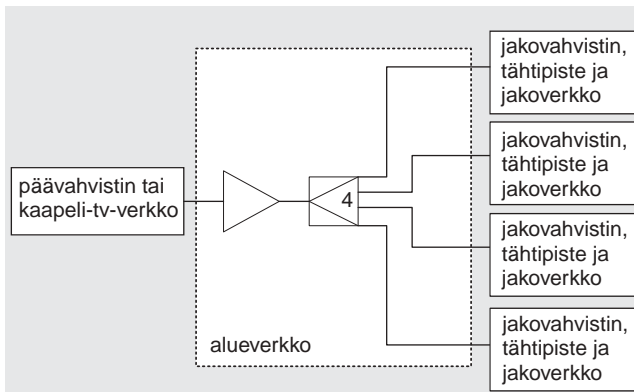 päävahvistin tai
kaapeli-tv-verkko
4
alueverkko
jakovahvistin,
tähtipiste ja
jakoverkko
jakovahvistin,
tähtipiste ja
jakoverkko
jakovahvistin,
tähtipiste ja
jakoverkko
jakovahvistin,
tähtipiste ja
jakoverkko